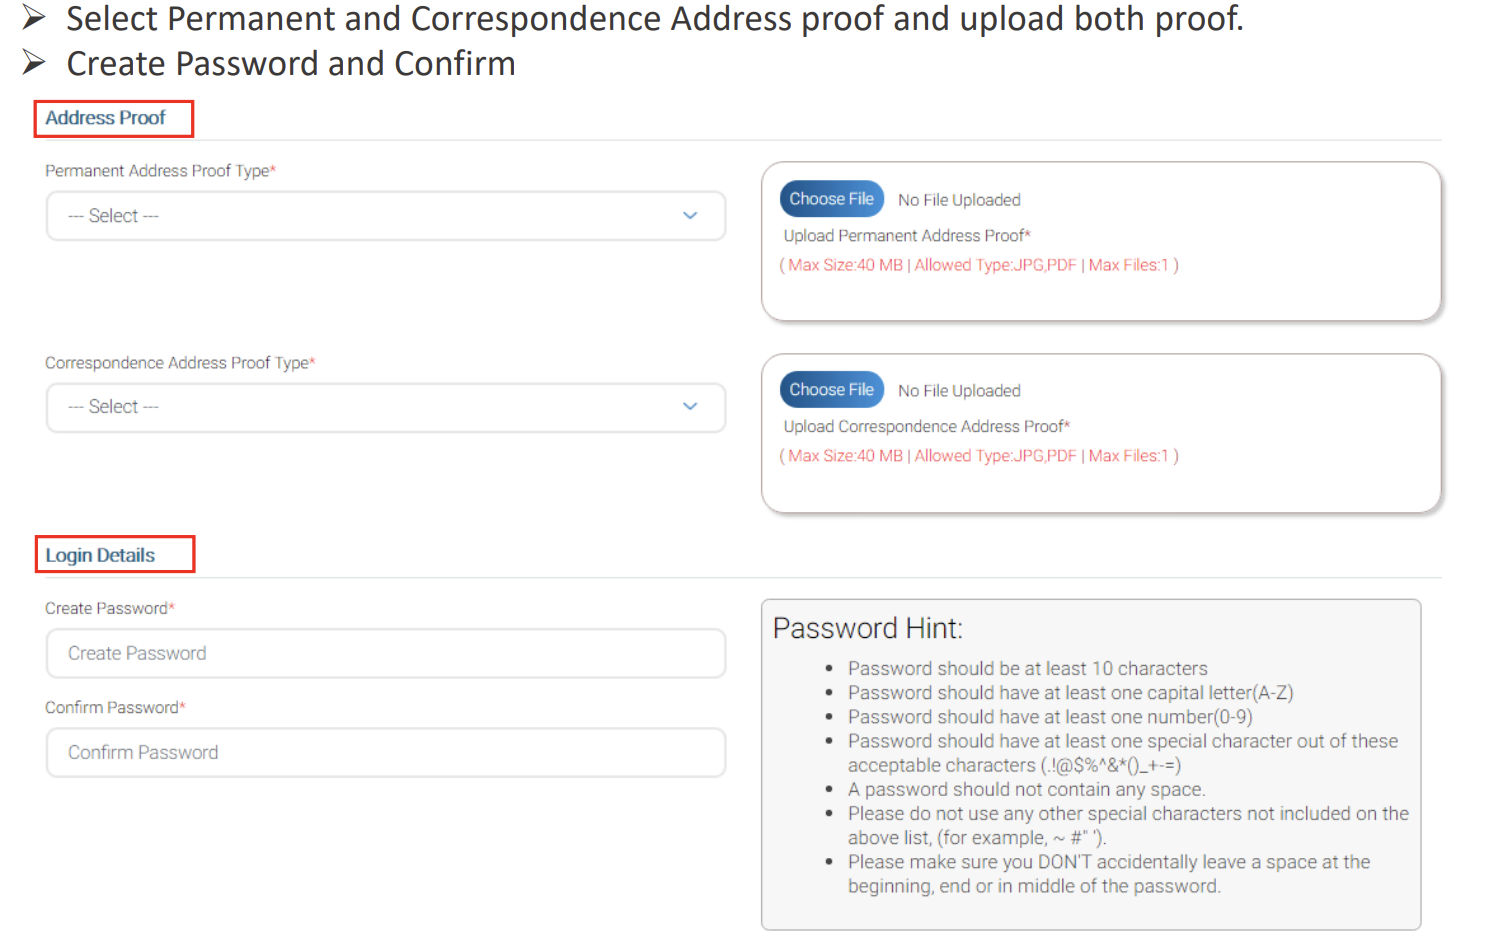 ➢ Select Permanent and Correspondence Address proof and upload both proof.
➢ Create Password and Confirm
Address Proof
Permanent Address Proof Type*
--- Select ---
Choose File No File Uploaded
Upload Permanent Address Proof*
( Max Size:40 MB | Allowed Type:JPG,PDF | Max Files:1 )
Correspondence Address Proof Type*
--- Select ---
Choose File No File Uploaded
Upload Correspondence Address Proof*
( Max Size:40 MB | Allowed Type:JPG,PDF | Max Files:1 )
Login Details
Create Password*
Create Password
Confirm Password*
Confirm Password
Password Hint:
• Password should be at least 10 characters
• Password should have at least one capital letter(A-Z)
• Password should have at least one number(0-9)
• Password should have at least one special character out of these
acceptable characters (.!@$%^&*()_+-=)
• A password should not contain any space.
• Please do not use any other special characters not included on the
above list, (for example, ~ #" ').
• Please make sure you DON'T accidentally leave a space at the
beginning, end or in middle of the password.